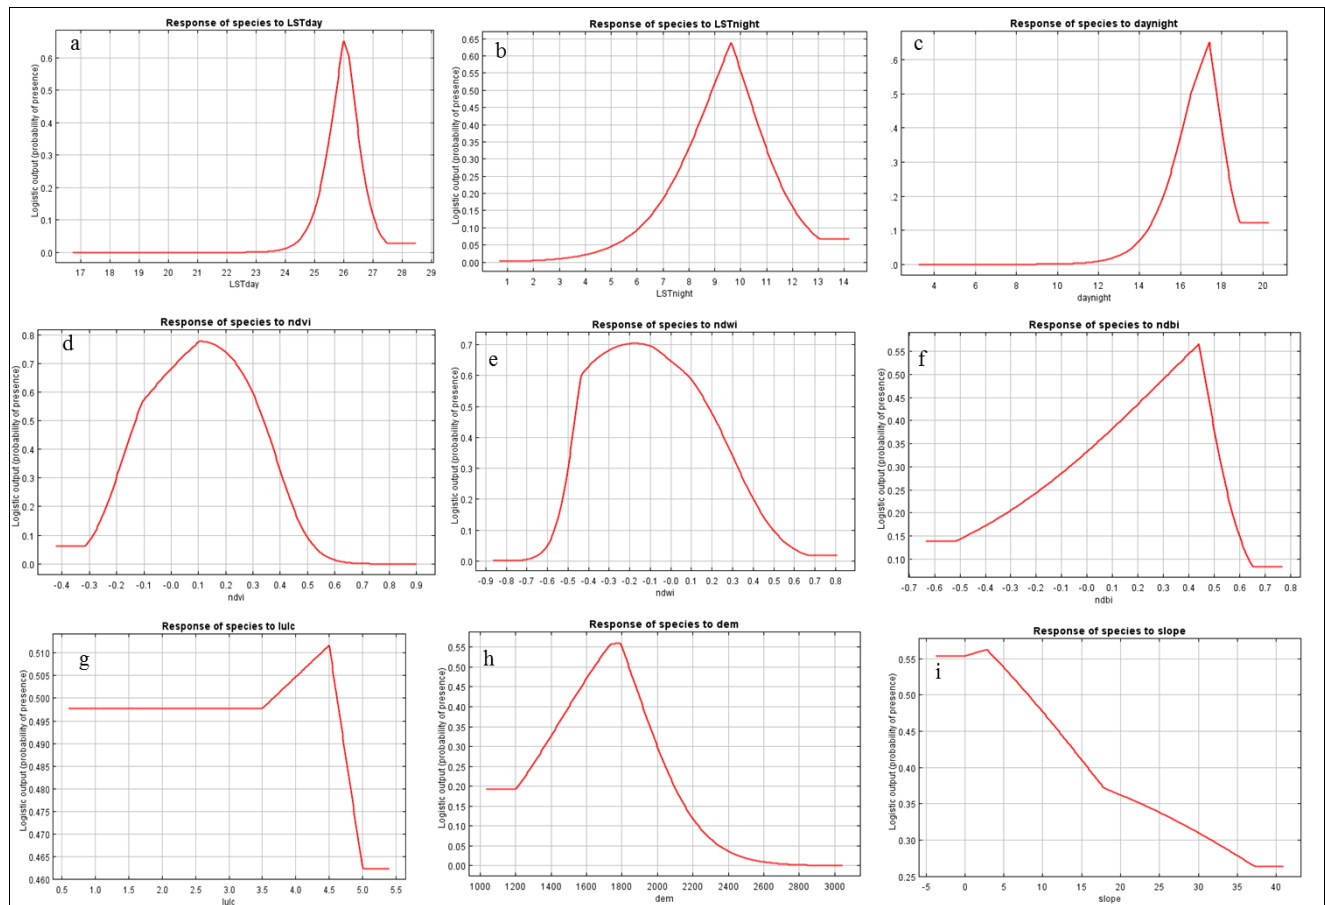 Response of species to LSTday
a
Logistic output (probability of presence)
0.6
0.5
0.4
0.3
0.2
0.1
0.0
17 18 19 20 21 22 23 24 25 26 27 28 29
LSTday
Response of species to LSTnight
b
Logistic output (probability of presence)
0.65
0.60
0.55
0.50
0.45
0.40
0.35
0.30
0.25
0.20
0.15
0.10
0.05
0.00
1 2 3 4 5 6 7 8 9 10 11 12 13 14
LSTnight
Response of species to daynight
c
.6
.5
.4
.3
.2
.1
.0
4 6 8 10 12 14 16 18 20
daynight
Response of species to ndvi
d
Logistic output (probability of presence)
0.8
0.7
0.6
0.5
0.4
0.3
0.2
0.1
0.0
-0.4 -0.3 -0.2 -0.1 -0.0 0.1 0.2 0.3 0.4 0.5 0.6 0.7 0.8 0.9
ndvi
Response of species to ndwi
e
Logistic output (probability of presence)
0.7
0.6
0.5
0.4
0.3
0.2
0.1
0.0
-0.9 -0.8 -0.7 -0.6 -0.5 -0.4 -0.3 -0.2 -0.1 -0.0 0.1 0.2 0.3 0.4 0.5 0.6 0.7 0.8
ndwi
Response of species to ndbi
f
Logistic output (probability of presence)
0.55
0.50
0.45
0.40
0.35
0.30
0.25
0.20
0.15
0.10
-0.7 -0.6 -0.5 -0.4 -0.3 -0.2 -0.1 -0.0 0.1 0.2 0.3 0.4 0.5 0.6 0.7 0.8
ndbi
Response of species to lulc
g
Logistic output (probability of presence)
0.510
0.505
0.500
0.495
0.490
0.485
0.480
0.475
0.470
0.465
0.460
0.5 1.0 1.5 2.0 2.5 3.0 3.5 4.0 4.5 5.0 5.5
lulc
Response of species to dem
h
Logistic output (probability of presence)
0.55
0.50
0.45
0.40
0.35
0.30
0.25
0.20
0.15
0.10
0.05
0.00
1000 1200 1400 1600 1800 2000 2200 2400 2600 2800 3000
dem
Response of species to slope
i
Logistic output (probability of presence)
0.55
0.50
0.45
0.40
0.35
0.30
0.25
-5 0 5 10 15 20 25 30 35 40
slope